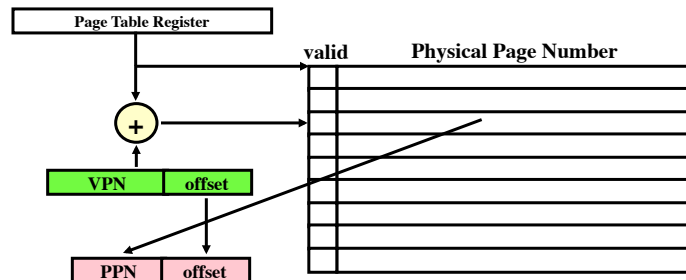 Page Table Register
valid
Physical Page Number
+
VPN
offset
PPN
offset